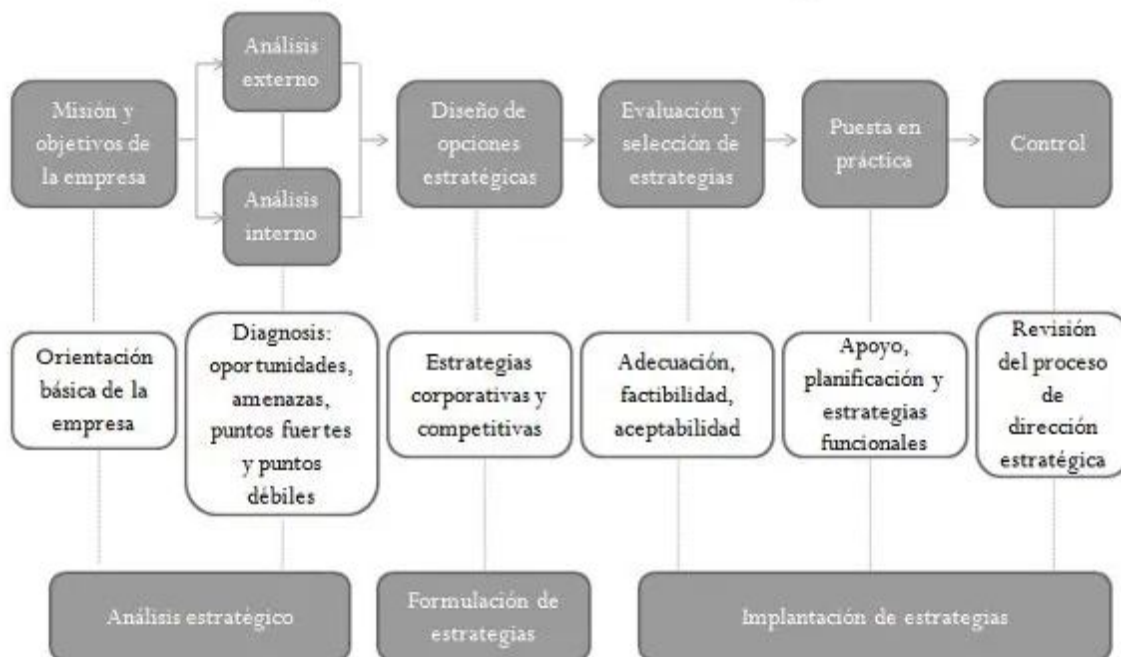 Análisis
externo
Misión y
objetivos de
la empresa
Análisis
interno
Diseño de
opciones
estratégicas
Evaluación y
selección de
estrategias
Puesta en
práctica
Control
Orientación
básica de la
empresa
Diagnosis:
oportunidades,
amenazas,
puntos fuertes
y puntos
débiles
Estrategias
corporativas y
competitivas
Adecuación,
factibilidad,
aceptabilidad
Apoyo,
planificación y
estrategias
funcionales
Revisión
del proceso
de
dirección
estratégica
Análisis estratégico
Formulación de
estrategias
Implantación de estrategias